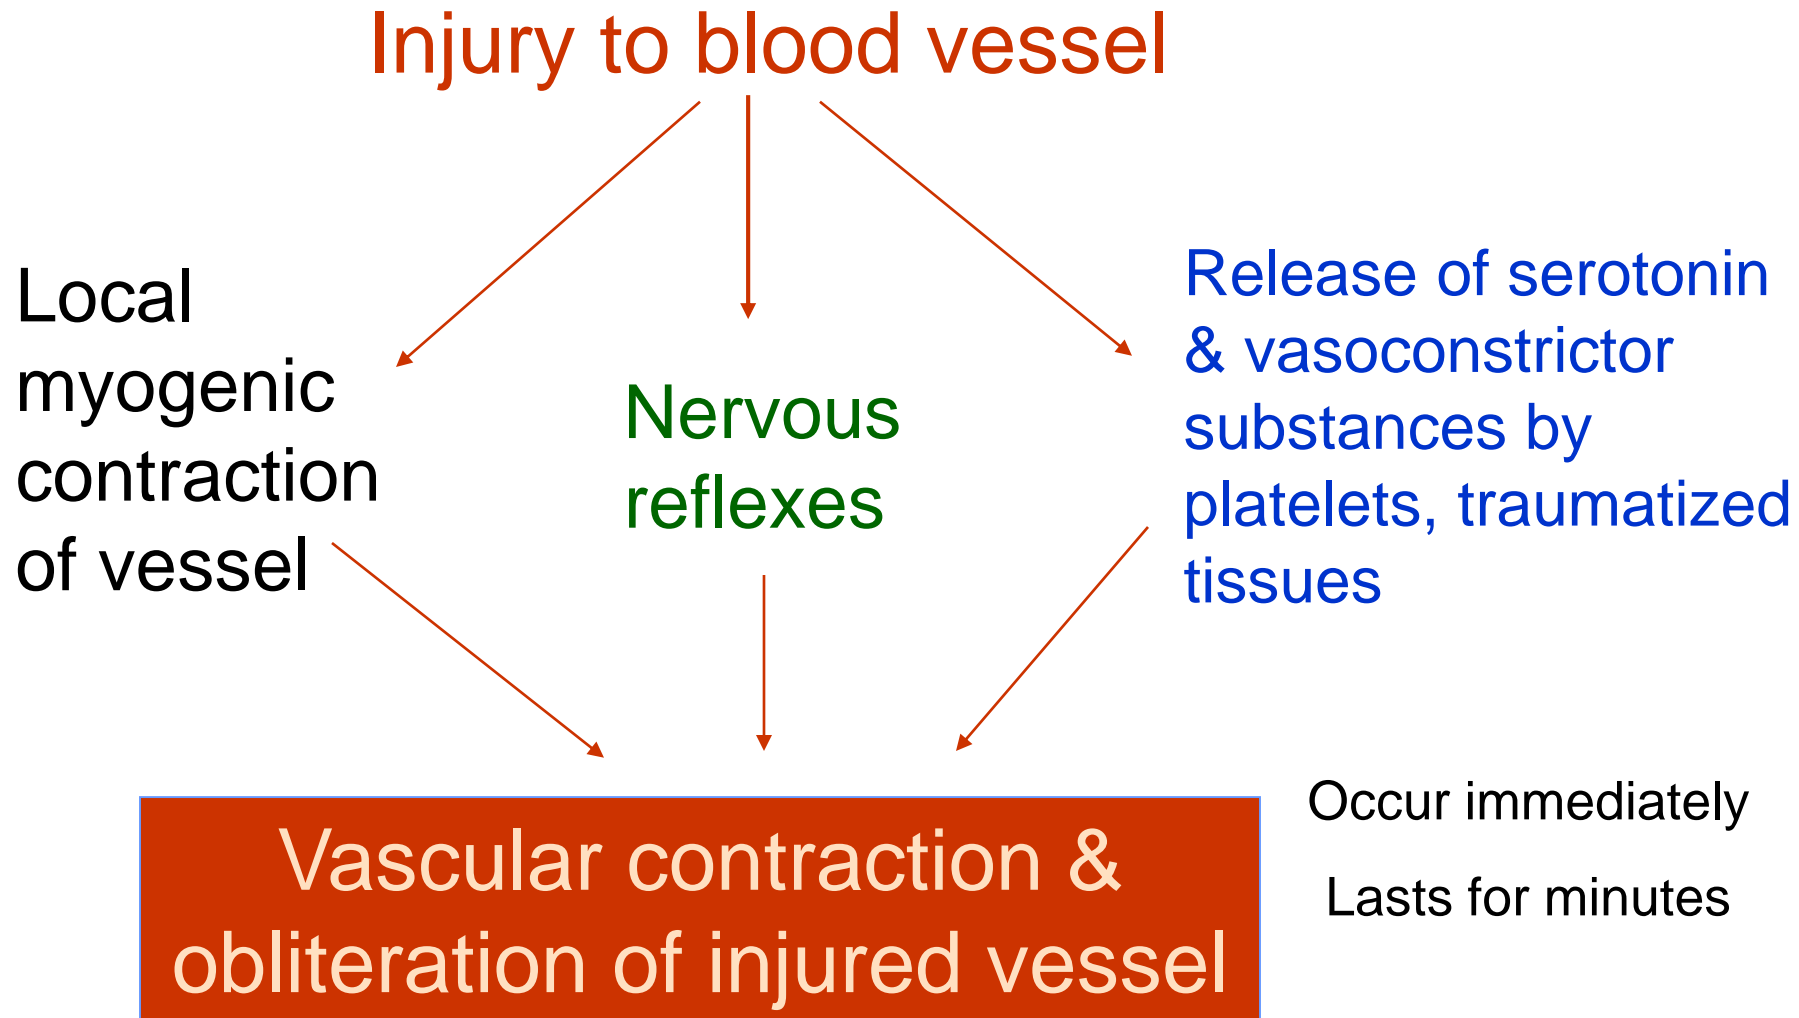 Injury to blood vessel
Local
myogenic
contraction
of vessel
Nervous
reflexes
Release of serotonin
& vasoconstrictor
substances by
platelets, traumatized
tissues
Vascular contraction &
obliteration of injured vessel
Occur immediately
Lasts for minutes